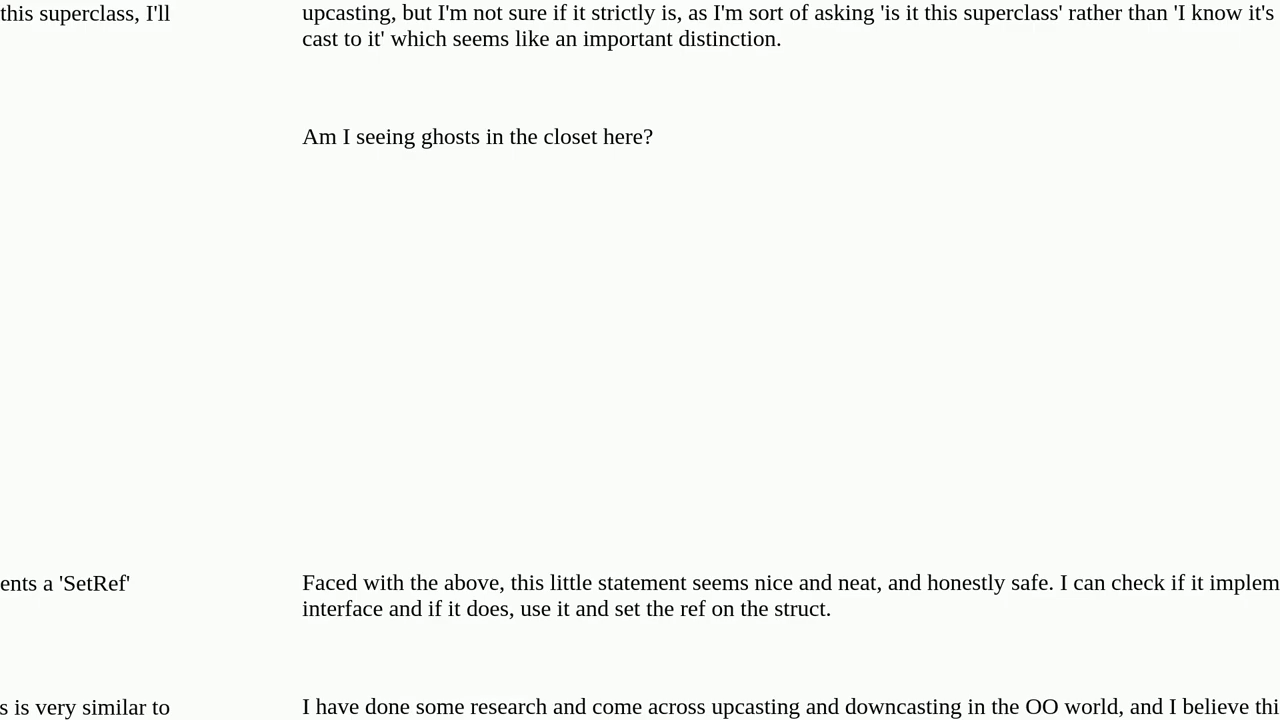 this superclass, I'll
upcasting, but I'm not sure if it strictly is, as I'm sort of asking 'is it this superclass' rather than 'I know it's
cast to it' which seems like an important distinction.
Am I seeing ghosts in the closet here?
ents a 'SetRef'
Faced with the above, this little statement seems nice and neat, and honestly safe. I can check if it implem
interface and if it does, use it and set the ref on the struct.
s is very similar to
I have done some research and come across upcasting and downcasting in the OO world, and I believe thi